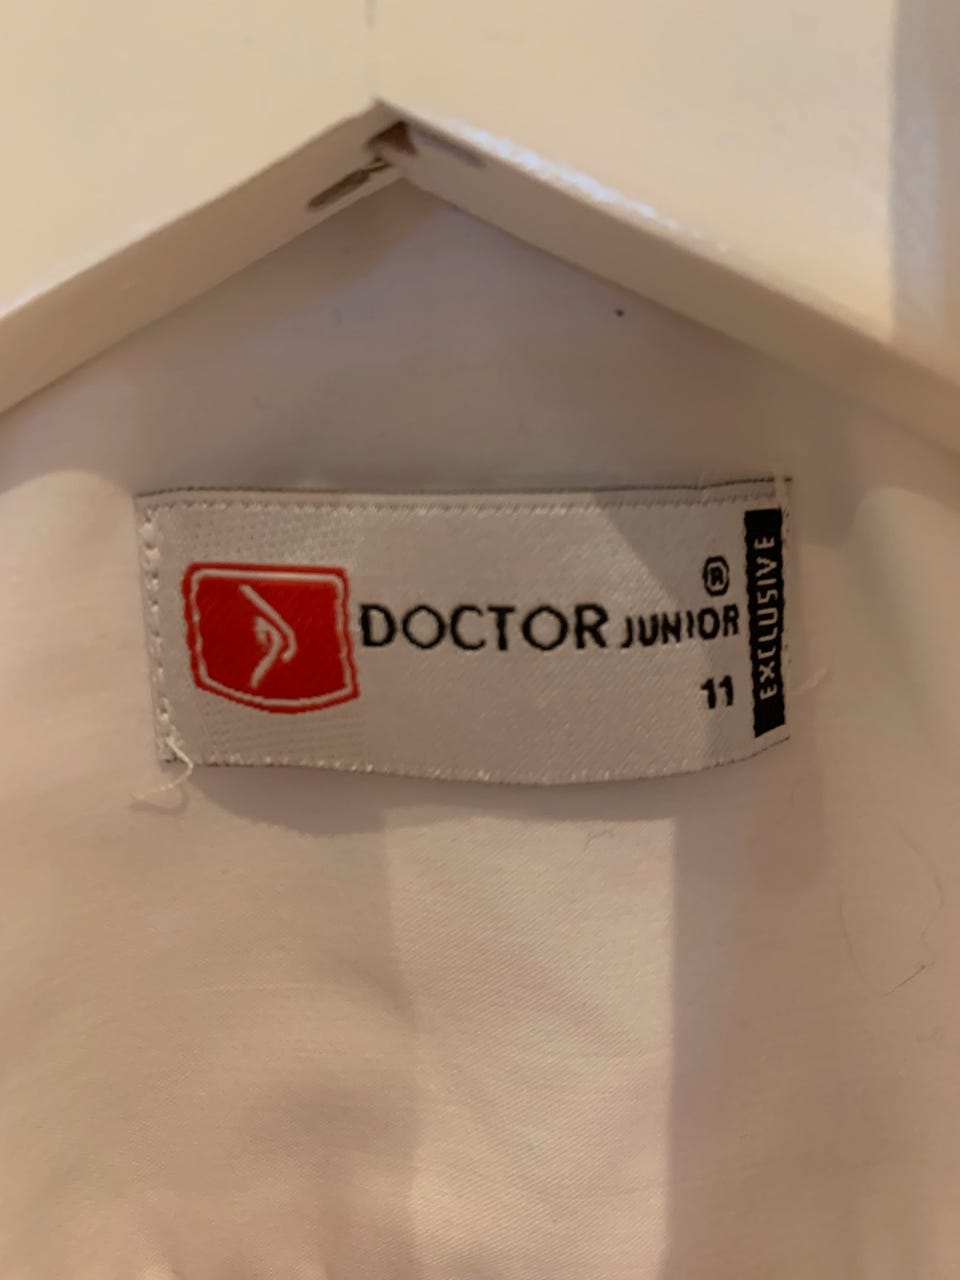 DOCTOR JUNIOR ®
11
EXCLUSIVE